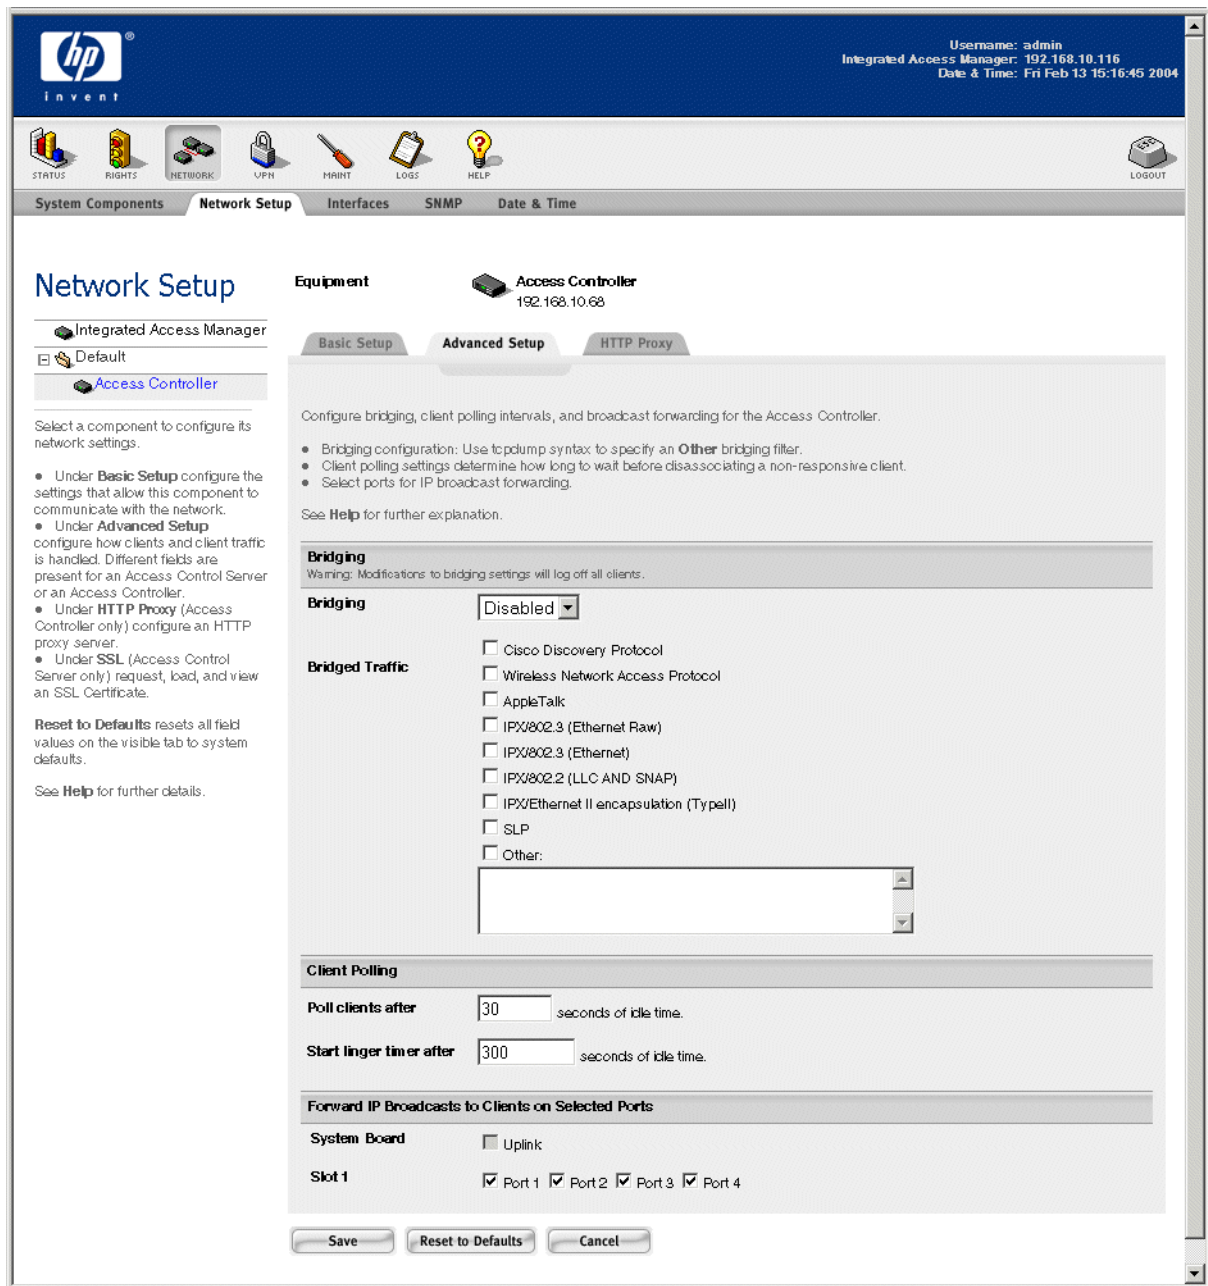 hp
®
invent
Username: admin
Integrated Access Manager: 192.168.10.116
Date & Time: Fri Feb 13 15:16:45 2004
STATUS RIGHTS NETWORK VPN MAINT LOGS HELP LOGOUT
System Components Network Setup Interfaces SNMP Date & Time
Network Setup
Integrated Access Manager
Default
Access Controller
Select a component to configure its
network settings.
● Under Basic Setup configure the
settings that allow this component to
communicate with the network.
● Under Advanced Setup
configure how clients and client traffic
is handled. Different fields are
present for an Access Control Server
or an Access Controller.
● Under HTTP Proxy (Access
Controller only) configure an HTTP
proxy server.
● Under SSL (Access Control
Server only) request, load, and view
an SSL Certificate.
Reset to Defaults resets all field
values on the visible tab to system
defaults.
See Help for further details.
Equipment
Access Controller
192.168.10.68
Basic Setup Advanced Setup HTTP Proxy
Configure bridging, client polling intervals, and broadcast forwarding for the Access Controller.
● Bridging configuration: Use tcpdump syntax to specify an Other bridging filter.
● Client polling settings determine how long to wait before disassociating a non-responsive client.
● Select ports for IP broadcast forwarding.
See Help for further explanation.
Bridging
Warning: Modifications to bridging settings will log off all clients.
Bridging Disabled
Bridged Traffic
Cisco Discovery Protocol
Wireless Network Access Protocol
AppleTalk
IPX/802.3 (Ethernet Raw)
IPX/802.3 (Ethernet)
IPX/802.2 (LLC AND SNAP)
IPX/Ethernet II encapsulation (TypeII)
SLP
Other:
Client Polling
Poll clients after 30 seconds of idle time.
Start linger timer after 300 seconds of idle time.
Forward IP Broadcasts to Clients on Selected Ports
System Board Uplink
Slot 1 Port 1 Port 2 Port 3 Port 4
Save Reset to Defaults Cancel